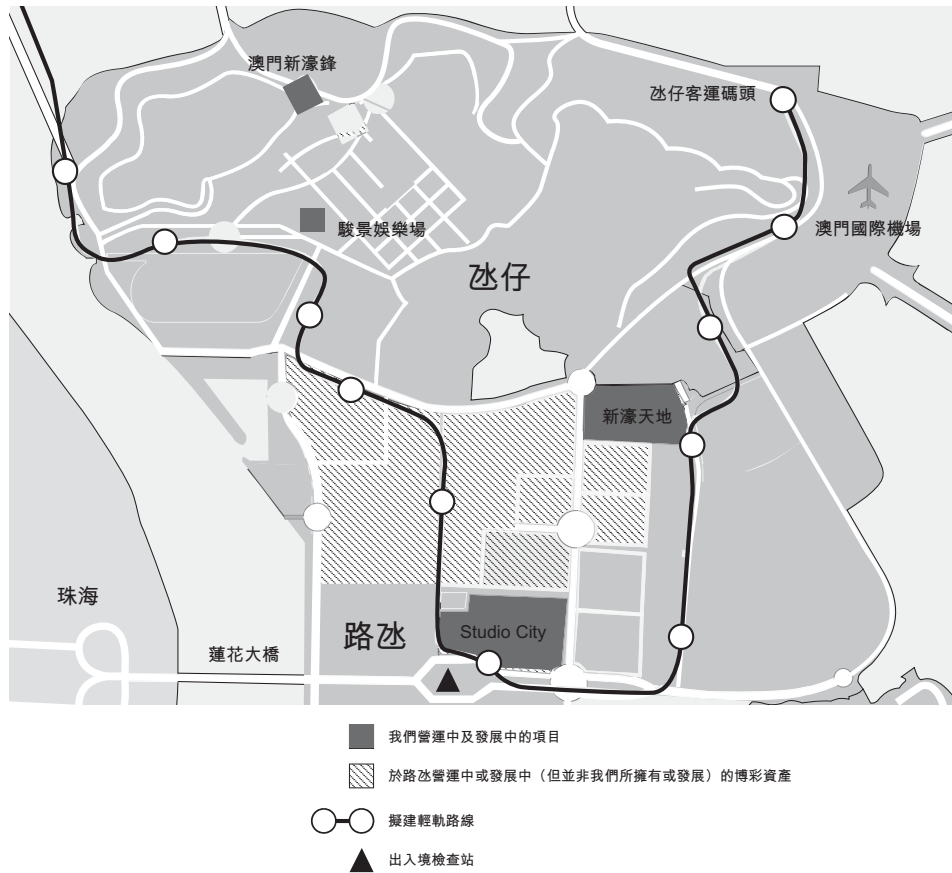 澳門新濠鋒
氹仔客運碼頭
駿景娛樂場
澳門國際機場
氹仔
新濠天地
珠海
路氹
Studio City
蓮花大橋
我們營運中及發展中的項目
於路氹營運中或發展中（但並非我們所擁有或發展）的博彩資產
擬建輕軌路線
出入境檢查站